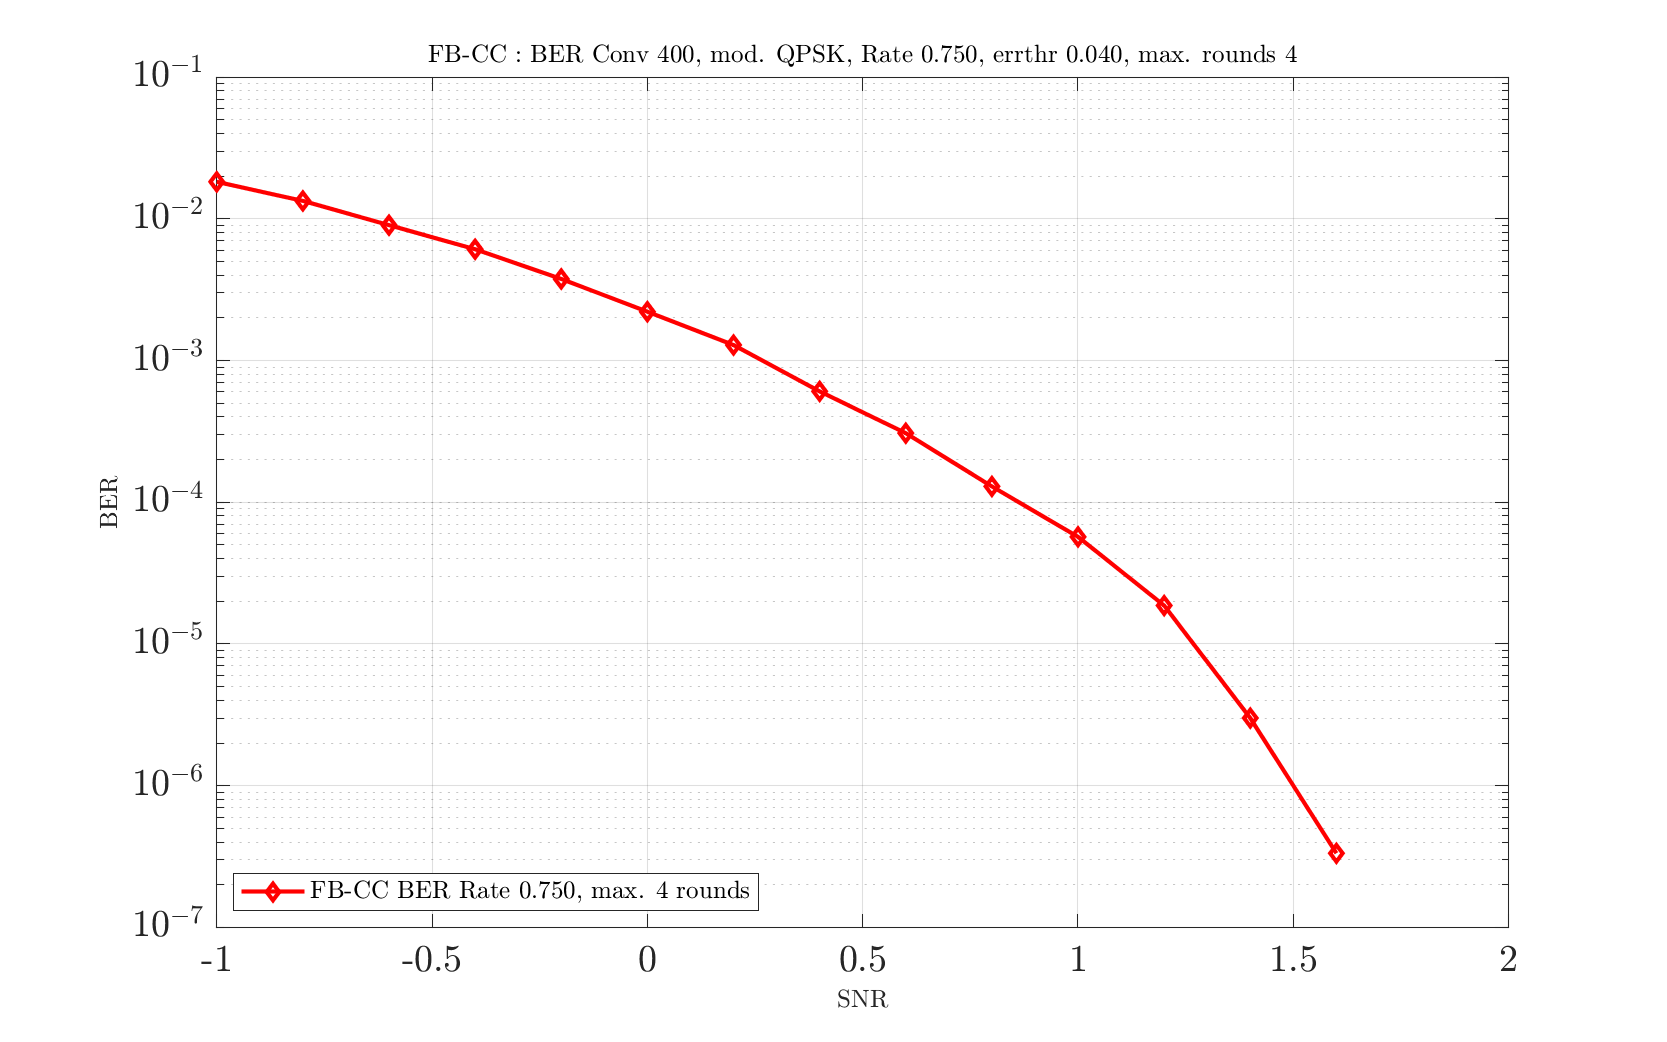 FB-CC : BER Conv 400, mod. QPSK, Rate 0.750, errthr 0.040, max. rounds 4
10⁻¹
10⁻²
10⁻³
10⁻⁴
10⁻⁵
10⁻⁶
10⁻⁷
BER
FB-CC BER Rate 0.750, max. 4 rounds
-1 -0.5 0 0.5 1 1.5 2
SNR